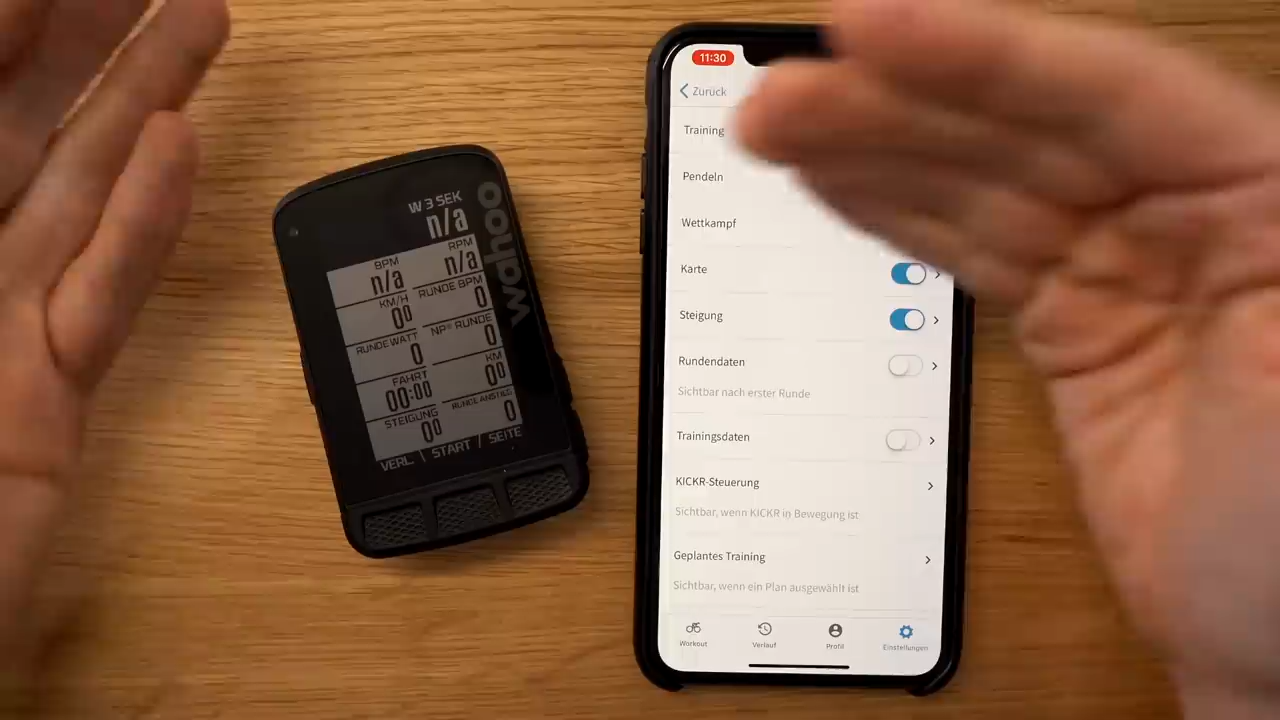 W 3 SEK
n/a
wahoo
BPM
n/a
RPM
n/a
KM/H
0⁰
RUNDE BPM
0
RUNDE WATT
0
NP® RUNDE
0
FAHRT
00:00
KM
0⁰
STEIGUNG
0⁰
RUNDE ANSTIEG
0
VERL. \ START / SEITE
11:30
Zurück
Training
Pendeln
Wettkampf
Karte
Steigung
Rundendaten
Sichtbar nach erster Runde
Trainingsdaten
KICKR-Steuerung
Sichtbar, wenn KICKR in Bewegung ist
Geplantes Training
Sichtbar, wenn ein Plan ausgewählt ist
Workout
Verlauf
Profil
Einstellungen